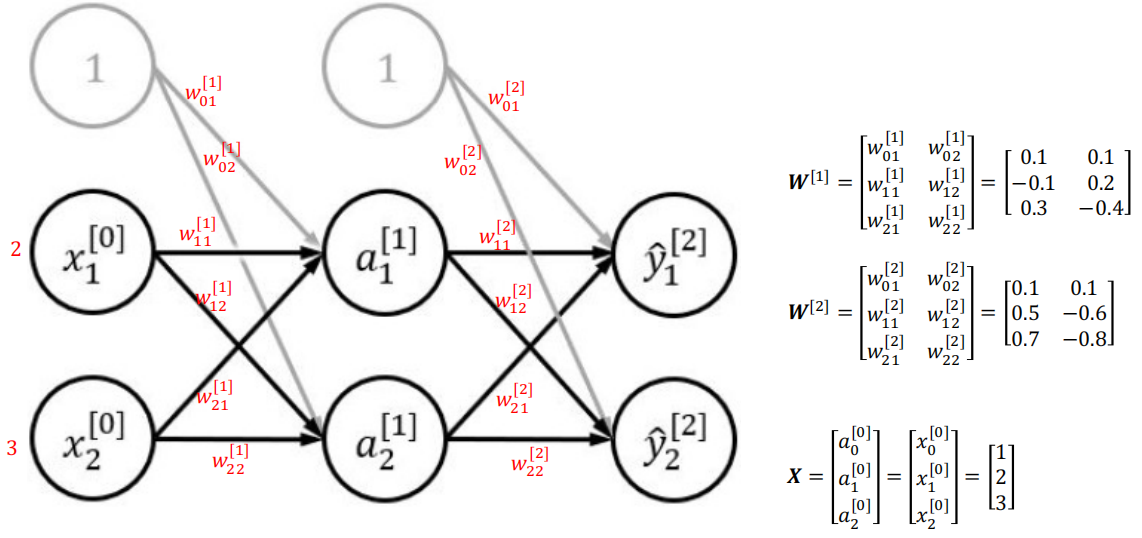 1 1
w_{01}^{[1]} w_{02}^{[1]} w_{01}^{[2]} w_{02}^{[2]}
2 x_1^{[0]} w_{11}^{[1]} w_{12}^{[1]} a_1^{[1]} w_{11}^{[2]} w_{12}^{[2]} ŷ_1^{[2]}
3 x_2^{[0]} w_{21}^{[1]} w_{22}^{[1]} a_2^{[1]} w_{21}^{[2]} w_{22}^{[2]} ŷ_2^{[2]}
W^{[1]} = [w_{01}^{[1]} w_{02}^{[1]}; w_{11}^{[1]} w_{12}^{[1]}; w_{21}^{[1]} w_{22}^{[1]}] = [0.1 0.1; −0.1 0.2; 0.3 −0.4]
W^{[2]} = [w_{01}^{[2]} w_{02}^{[2]}; w_{11}^{[2]} w_{12}^{[2]}; w_{21}^{[2]} w_{22}^{[2]}] = [0.1 0.1; 0.5 −0.6; 0.7 −0.8]
X = [a_0^{[0]}; a_1^{[0]}; a_2^{[0]}] = [x_0^{[0]}; x_1^{[0]}; x_2^{[0]}] = [1; 2; 3]